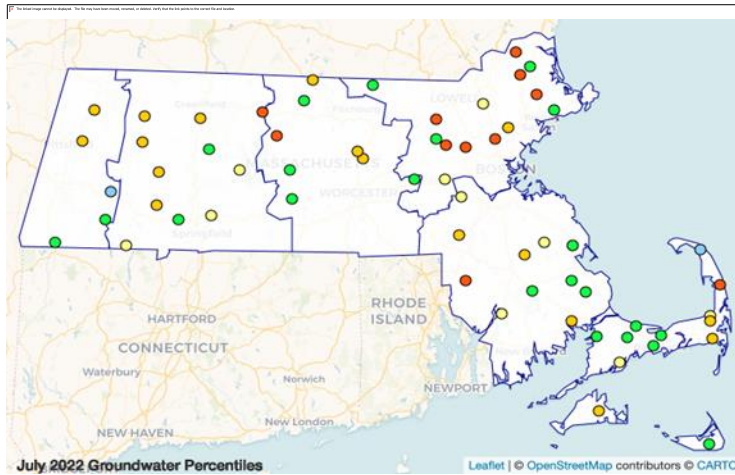 The linked image cannot be displayed. The file may have been moved, renamed, or deleted. Verify that the link points to the correct file and location.
LOWELL
MASSACHUSETTS
BOSTON
WORCESTER
Springfield
HARTFORD
RHODE
ISLAND
CONNECTICUT
Waterbury
Norwich
NEWPORT
New London
NEW HAVEN
July 2022 Groundwater Percentiles
Leaflet | © OpenStreetMap contributors © CARTO